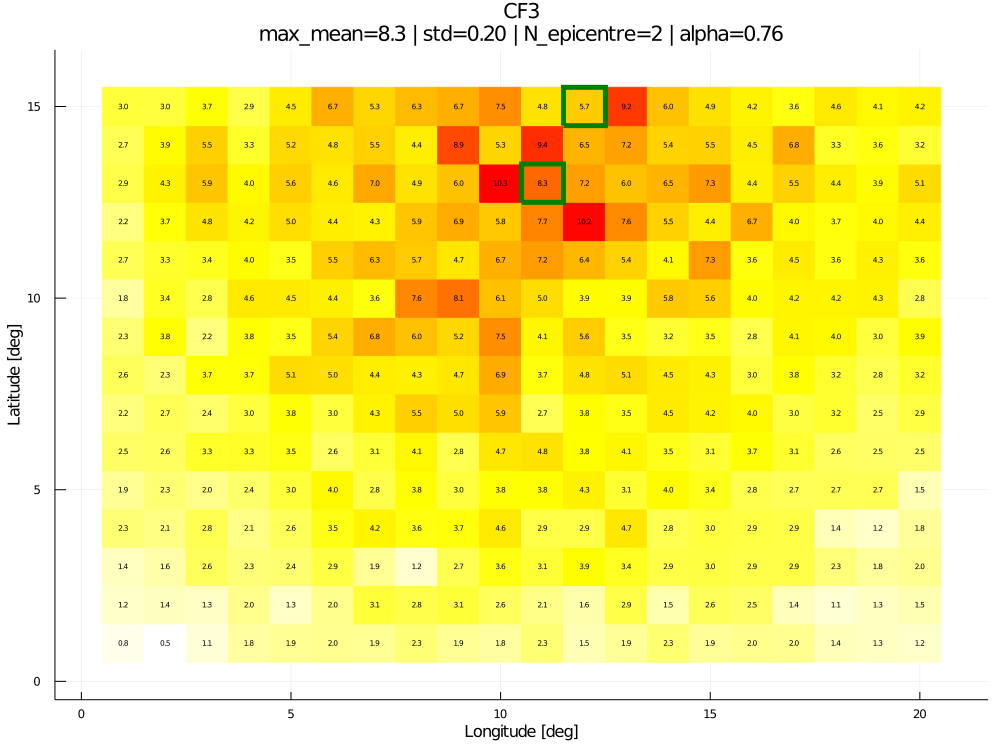 CF3
max_mean=8.3 | std=0.20 | N_epicentre=2 | alpha=0.76
15
3.0 3.0 3.7 2.9 4.5 6.7 5.3 6.3 6.7 7.5 4.8 5.7 9.2 6.0 4.9 4.2 3.6 4.6 4.1 4.2
2.7 3.9 5.5 3.3 5.2 4.8 5.5 4.4 8.9 5.3 9.4 6.5 7.2 5.4 5.5 4.5 6.8 3.3 3.6 3.2
2.9 4.3 5.9 4.0 5.6 4.6 7.0 4.9 6.0 10.3 8.3 7.2 6.0 6.5 7.3 4.4 5.5 4.4 3.9 5.1
2.2 3.7 4.8 4.2 5.0 4.4 4.3 5.9 6.9 5.8 7.7 10.2 7.6 5.5 4.4 6.7 4.0 3.7 4.0 4.4
2.7 3.3 3.4 4.0 3.5 5.5 6.3 5.7 4.7 6.7 7.2 6.4 5.4 4.1 7.3 3.6 4.5 3.6 4.3 3.6
10
1.8 3.4 2.8 4.6 4.5 4.4 3.6 7.6 8.1 6.1 5.0 3.9 3.9 5.8 5.6 4.0 4.2 4.2 4.3 2.8
2.3 3.8 2.2 3.8 3.5 5.4 6.8 6.0 5.2 7.5 4.1 5.6 3.5 3.2 3.5 2.8 4.1 4.0 3.0 3.9
2.6 2.3 3.7 3.7 5.1 5.0 4.4 4.3 4.7 6.9 3.7 4.8 5.1 4.5 4.3 3.0 3.8 3.2 2.8 3.2
2.2 2.7 2.4 3.0 3.8 3.0 4.3 5.5 5.0 5.9 2.7 3.8 3.5 4.5 4.2 4.0 3.0 3.2 2.5 2.9
2.5 2.6 3.3 3.3 3.5 2.6 3.1 4.1 2.8 4.7 4.8 3.8 4.1 3.5 3.1 3.7 3.1 2.6 2.5 2.5
5
1.9 2.3 2.0 2.4 3.0 4.0 2.8 3.8 3.0 3.8 3.8 4.3 3.1 4.0 3.4 2.8 2.7 2.7 2.7 1.5
2.3 2.1 2.8 2.1 2.6 3.5 4.2 3.6 3.7 4.6 2.9 2.9 4.7 2.8 3.0 2.9 2.9 1.4 1.2 1.8
1.4 1.6 2.6 2.3 2.4 2.9 1.9 1.2 2.7 3.6 3.1 3.9 3.4 2.9 3.0 2.9 2.9 2.3 1.8 2.0
1.2 1.4 1.3 2.0 1.3 2.0 3.1 2.8 3.1 2.6 2.1 1.6 2.9 1.5 2.6 2.5 1.4 1.1 1.3 1.5
0.8 0.5 1.1 1.8 1.9 2.0 1.9 2.3 1.9 1.8 2.3 1.5 1.9 2.3 1.9 2.0 2.0 1.4 1.3 1.2
0
Latitude [deg]
0 5 10 15 20
Longitude [deg]